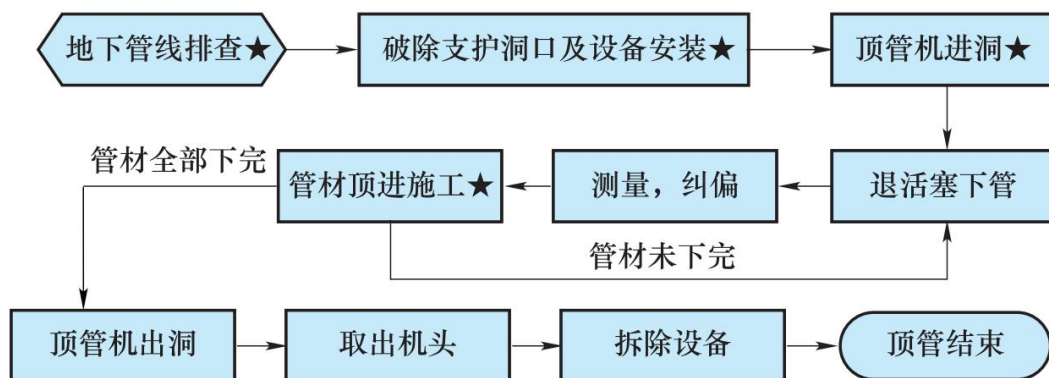 地下管线排查★
破除支护洞口及设备安装★
顶管机进洞★
退活塞下管
测量，纠偏
管材顶进施工★
管材全部下完
管材未下完
顶管机出洞
取出机头
拆除设备
顶管结束